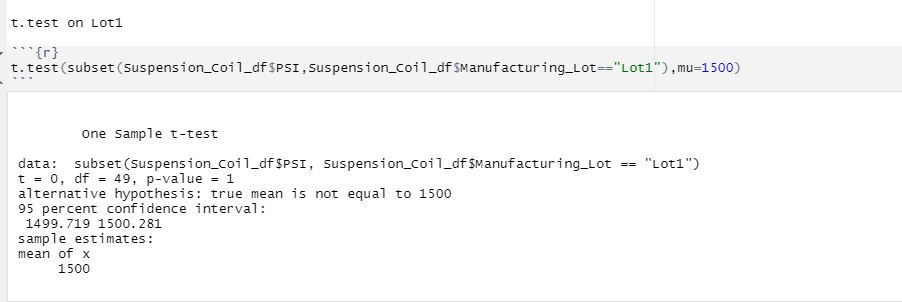 t.test on Lot1
```{r}
t.test(subset(Suspension_Coil_df$PSI,Suspension_Coil_df$Manufacturing_Lot=="Lot1"),mu=1500)
```
One Sample t-test
data:  subset(Suspension_Coil_df$PSI, Suspension_Coil_df$Manufacturing_Lot == "Lot1")
t = 0, df = 49, p-value = 1
alternative hypothesis: true mean is not equal to 1500
95 percent confidence interval:
1499.719 1500.281
sample estimates:
mean of x
1500